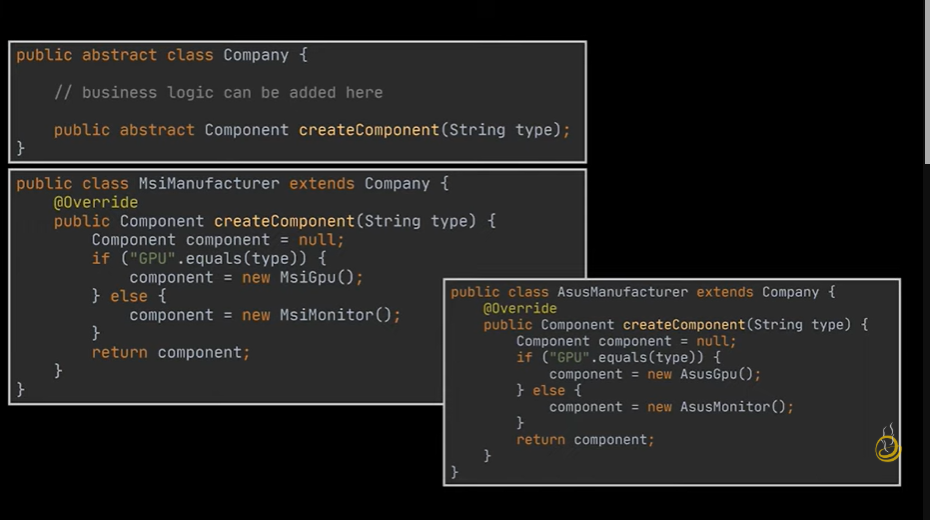 public abstract class Company {
// business logic can be added here
public abstract Component createComponent(String type);
}
public class MsiManufacturer extends Company {
@Override
public Component createComponent(String type) {
Component component = null;
if ("GPU".equals(type)) {
component = new MsiGpu();
} else {
component = new MsiMonitor();
}
return component;
}
}
public class AsusManufacturer extends Company {
@Override
public Component createComponent(String type) {
Component component = null;
if ("GPU".equals(type)) {
component = new AsusGpu();
} else {
component = new AsusMonitor();
}
return component;
}
}